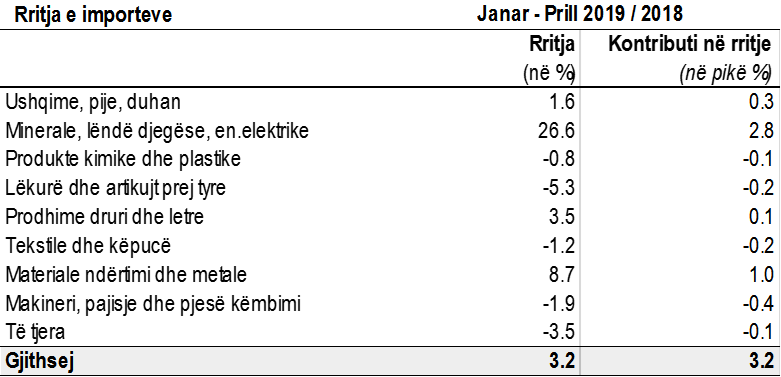 Rritja e importeve Janar - Prill 2019 / 2018
Rritja Kontributi në rritje
(në %) (në pikë %)
Ushqime, pije, duhan 1.6 0.3
Minerale, lëndë djegëse, en.elektrike 26.6 2.8
Produkte kimike dhe plastike -0.8 -0.1
Lëkurë dhe artikujt prej tyre -5.3 -0.2
Prodhime druri dhe letre 3.5 0.1
Tekstile dhe këpucë -1.2 -0.2
Materiale ndërtimi dhe metale 8.7 1.0
Makineri, pajisje dhe pjesë këmbimi -1.9 -0.4
Të tjera -3.5 -0.1
Gjithsej 3.2 3.2